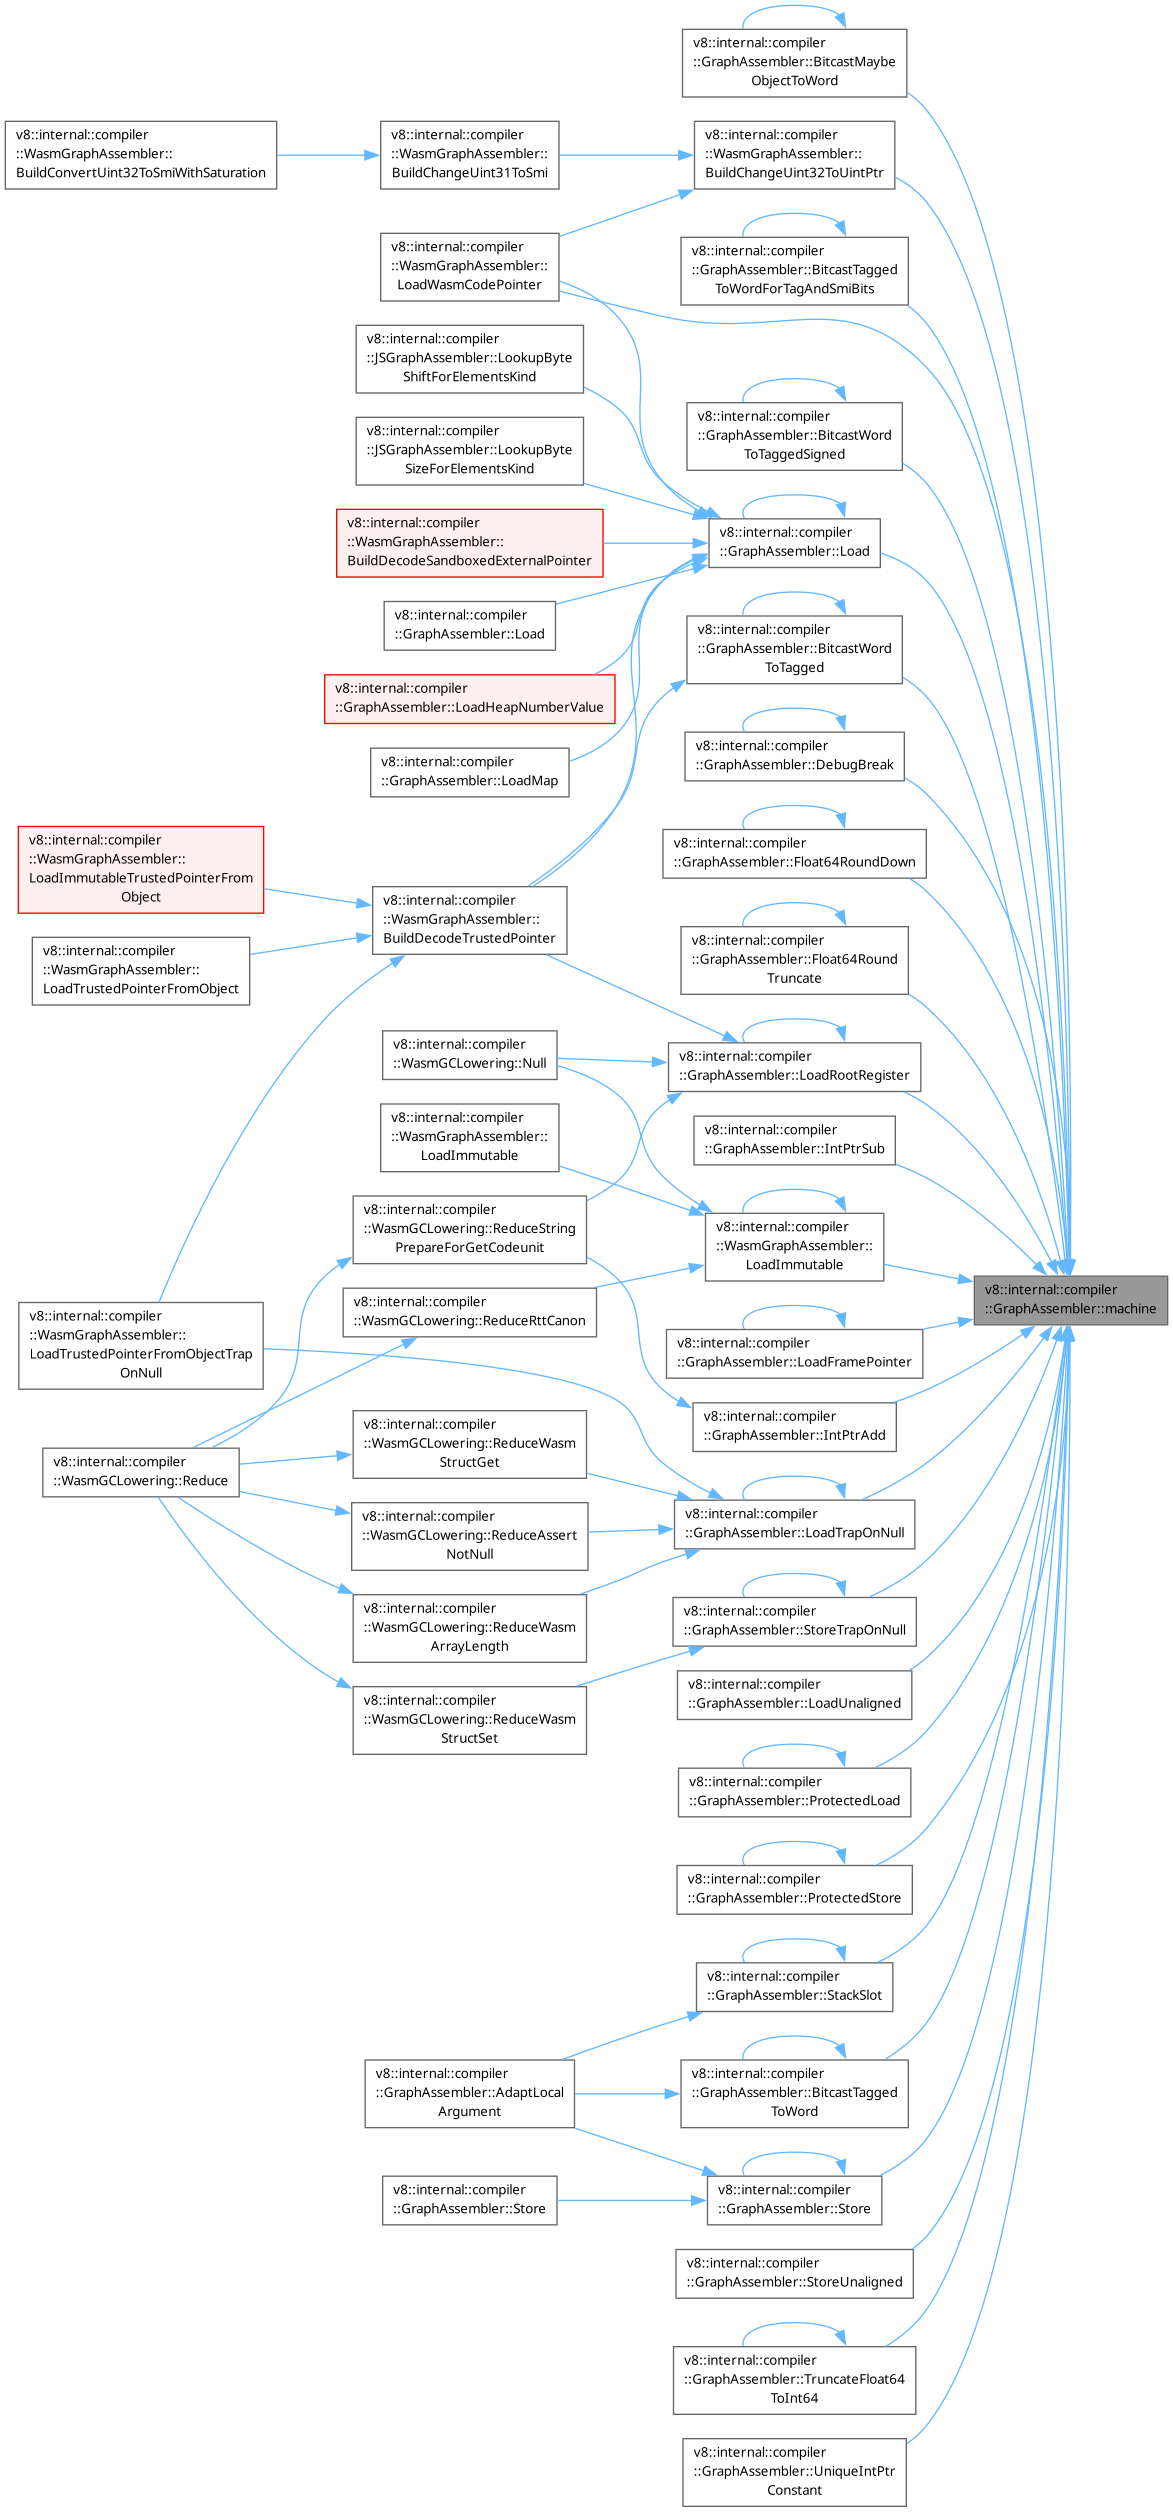 v8::internal::compiler
::GraphAssembler::BitcastMaybe
ObjectToWord
v8::internal::compiler
::WasmGraphAssembler::
BuildConvertUint32ToSmiWithSaturation
v8::internal::compiler
::WasmGraphAssembler::
BuildChangeUint31ToSmi
v8::internal::compiler
::WasmGraphAssembler::
BuildChangeUint32ToUintPtr
v8::internal::compiler
::WasmGraphAssembler::
LoadWasmCodePointer
v8::internal::compiler
::GraphAssembler::BitcastTagged
ToWordForTagAndSmiBits
v8::internal::compiler
::JSGraphAssembler::LookupByte
ShiftForElementsKind
v8::internal::compiler
::JSGraphAssembler::LookupByte
SizeForElementsKind
v8::internal::compiler
::GraphAssembler::BitcastWord
ToTaggedSigned
v8::internal::compiler
::WasmGraphAssembler::
BuildDecodeSandboxedExternalPointer
v8::internal::compiler
::GraphAssembler::Load
v8::internal::compiler
::GraphAssembler::Load
v8::internal::compiler
::GraphAssembler::BitcastWord
ToTagged
v8::internal::compiler
::GraphAssembler::LoadHeapNumberValue
v8::internal::compiler
::GraphAssembler::LoadMap
v8::internal::compiler
::GraphAssembler::DebugBreak
v8::internal::compiler
::GraphAssembler::Float64RoundDown
v8::internal::compiler
::WasmGraphAssembler::
LoadImmutableTrustedPointerFrom
Object
v8::internal::compiler
::WasmGraphAssembler::
BuildDecodeTrustedPointer
v8::internal::compiler
::WasmGraphAssembler::
LoadTrustedPointerFromObject
v8::internal::compiler
::GraphAssembler::Float64Round
Truncate
v8::internal::compiler
::WasmGCLowering::Null
v8::internal::compiler
::GraphAssembler::LoadRootRegister
v8::internal::compiler
::WasmGraphAssembler::
LoadImmutable
v8::internal::compiler
::GraphAssembler::IntPtrSub
v8::internal::compiler
::WasmGCLowering::ReduceString
PrepareForGetCodeunit
v8::internal::compiler
::WasmGraphAssembler::
LoadImmutable
v8::internal::compiler
::GraphAssembler::machine
v8::internal::compiler
::WasmGCLowering::ReduceRttCanon
v8::internal::compiler
::WasmGraphAssembler::
LoadTrustedPointerFromObjectTrap
OnNull
v8::internal::compiler
::GraphAssembler::LoadFramePointer
v8::internal::compiler
::GraphAssembler::IntPtrAdd
v8::internal::compiler
::WasmGCLowering::Reduce
v8::internal::compiler
::WasmGCLowering::ReduceWasm
StructGet
v8::internal::compiler
::WasmGCLowering::ReduceAssert
NotNull
v8::internal::compiler
::GraphAssembler::LoadTrapOnNull
v8::internal::compiler
::WasmGCLowering::ReduceWasm
ArrayLength
v8::internal::compiler
::GraphAssembler::StoreTrapOnNull
v8::internal::compiler
::WasmGCLowering::ReduceWasm
StructSet
v8::internal::compiler
::GraphAssembler::LoadUnaligned
v8::internal::compiler
::GraphAssembler::ProtectedLoad
v8::internal::compiler
::GraphAssembler::ProtectedStore
v8::internal::compiler
::GraphAssembler::StackSlot
v8::internal::compiler
::GraphAssembler::AdaptLocal
Argument
v8::internal::compiler
::GraphAssembler::BitcastTagged
ToWord
v8::internal::compiler
::GraphAssembler::Store
v8::internal::compiler
::GraphAssembler::Store
v8::internal::compiler
::GraphAssembler::StoreUnaligned
v8::internal::compiler
::GraphAssembler::TruncateFloat64
ToInt64
v8::internal::compiler
::GraphAssembler::UniqueIntPtr
Constant